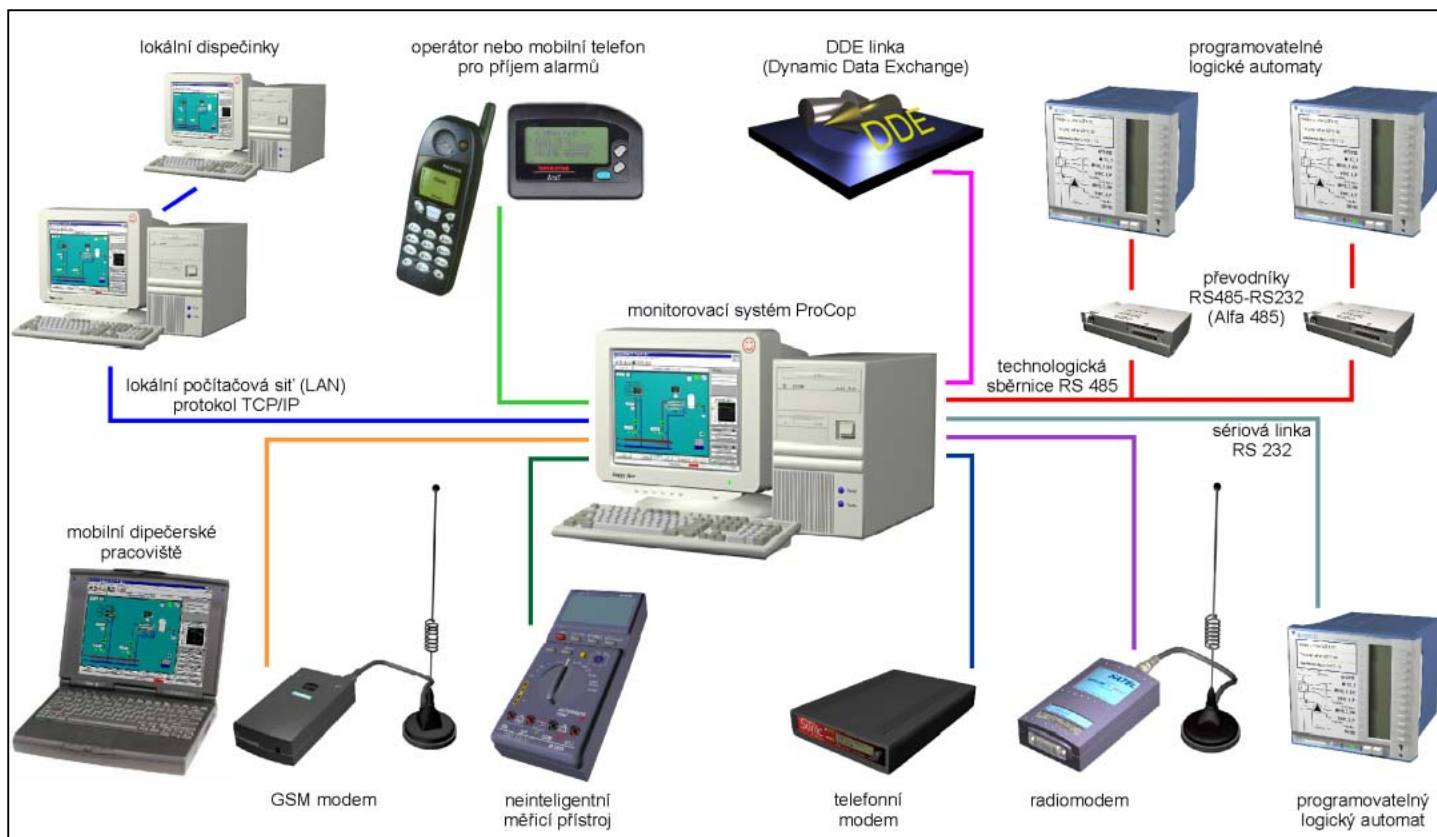 lokální dispečinky
operátor nebo mobilní telefon
pro příjem alarmů
DDE linka
(Dynamic Data Exchange)
programovatelné
logické automaty
DDE
převodníky
RS485-RS232
(Alfa 485)
monitorovací systém ProCop
technologická
sběrnice RS 485
lokální počítačová síť (LAN)
protokol TCP/IP
sériová linka
RS 232
mobilní dipečerské
pracoviště
SATEL
GSM modem
neinteligentní
měřicí přístroj
telefonní
modem
radiomodem
programovatelný
logický automat